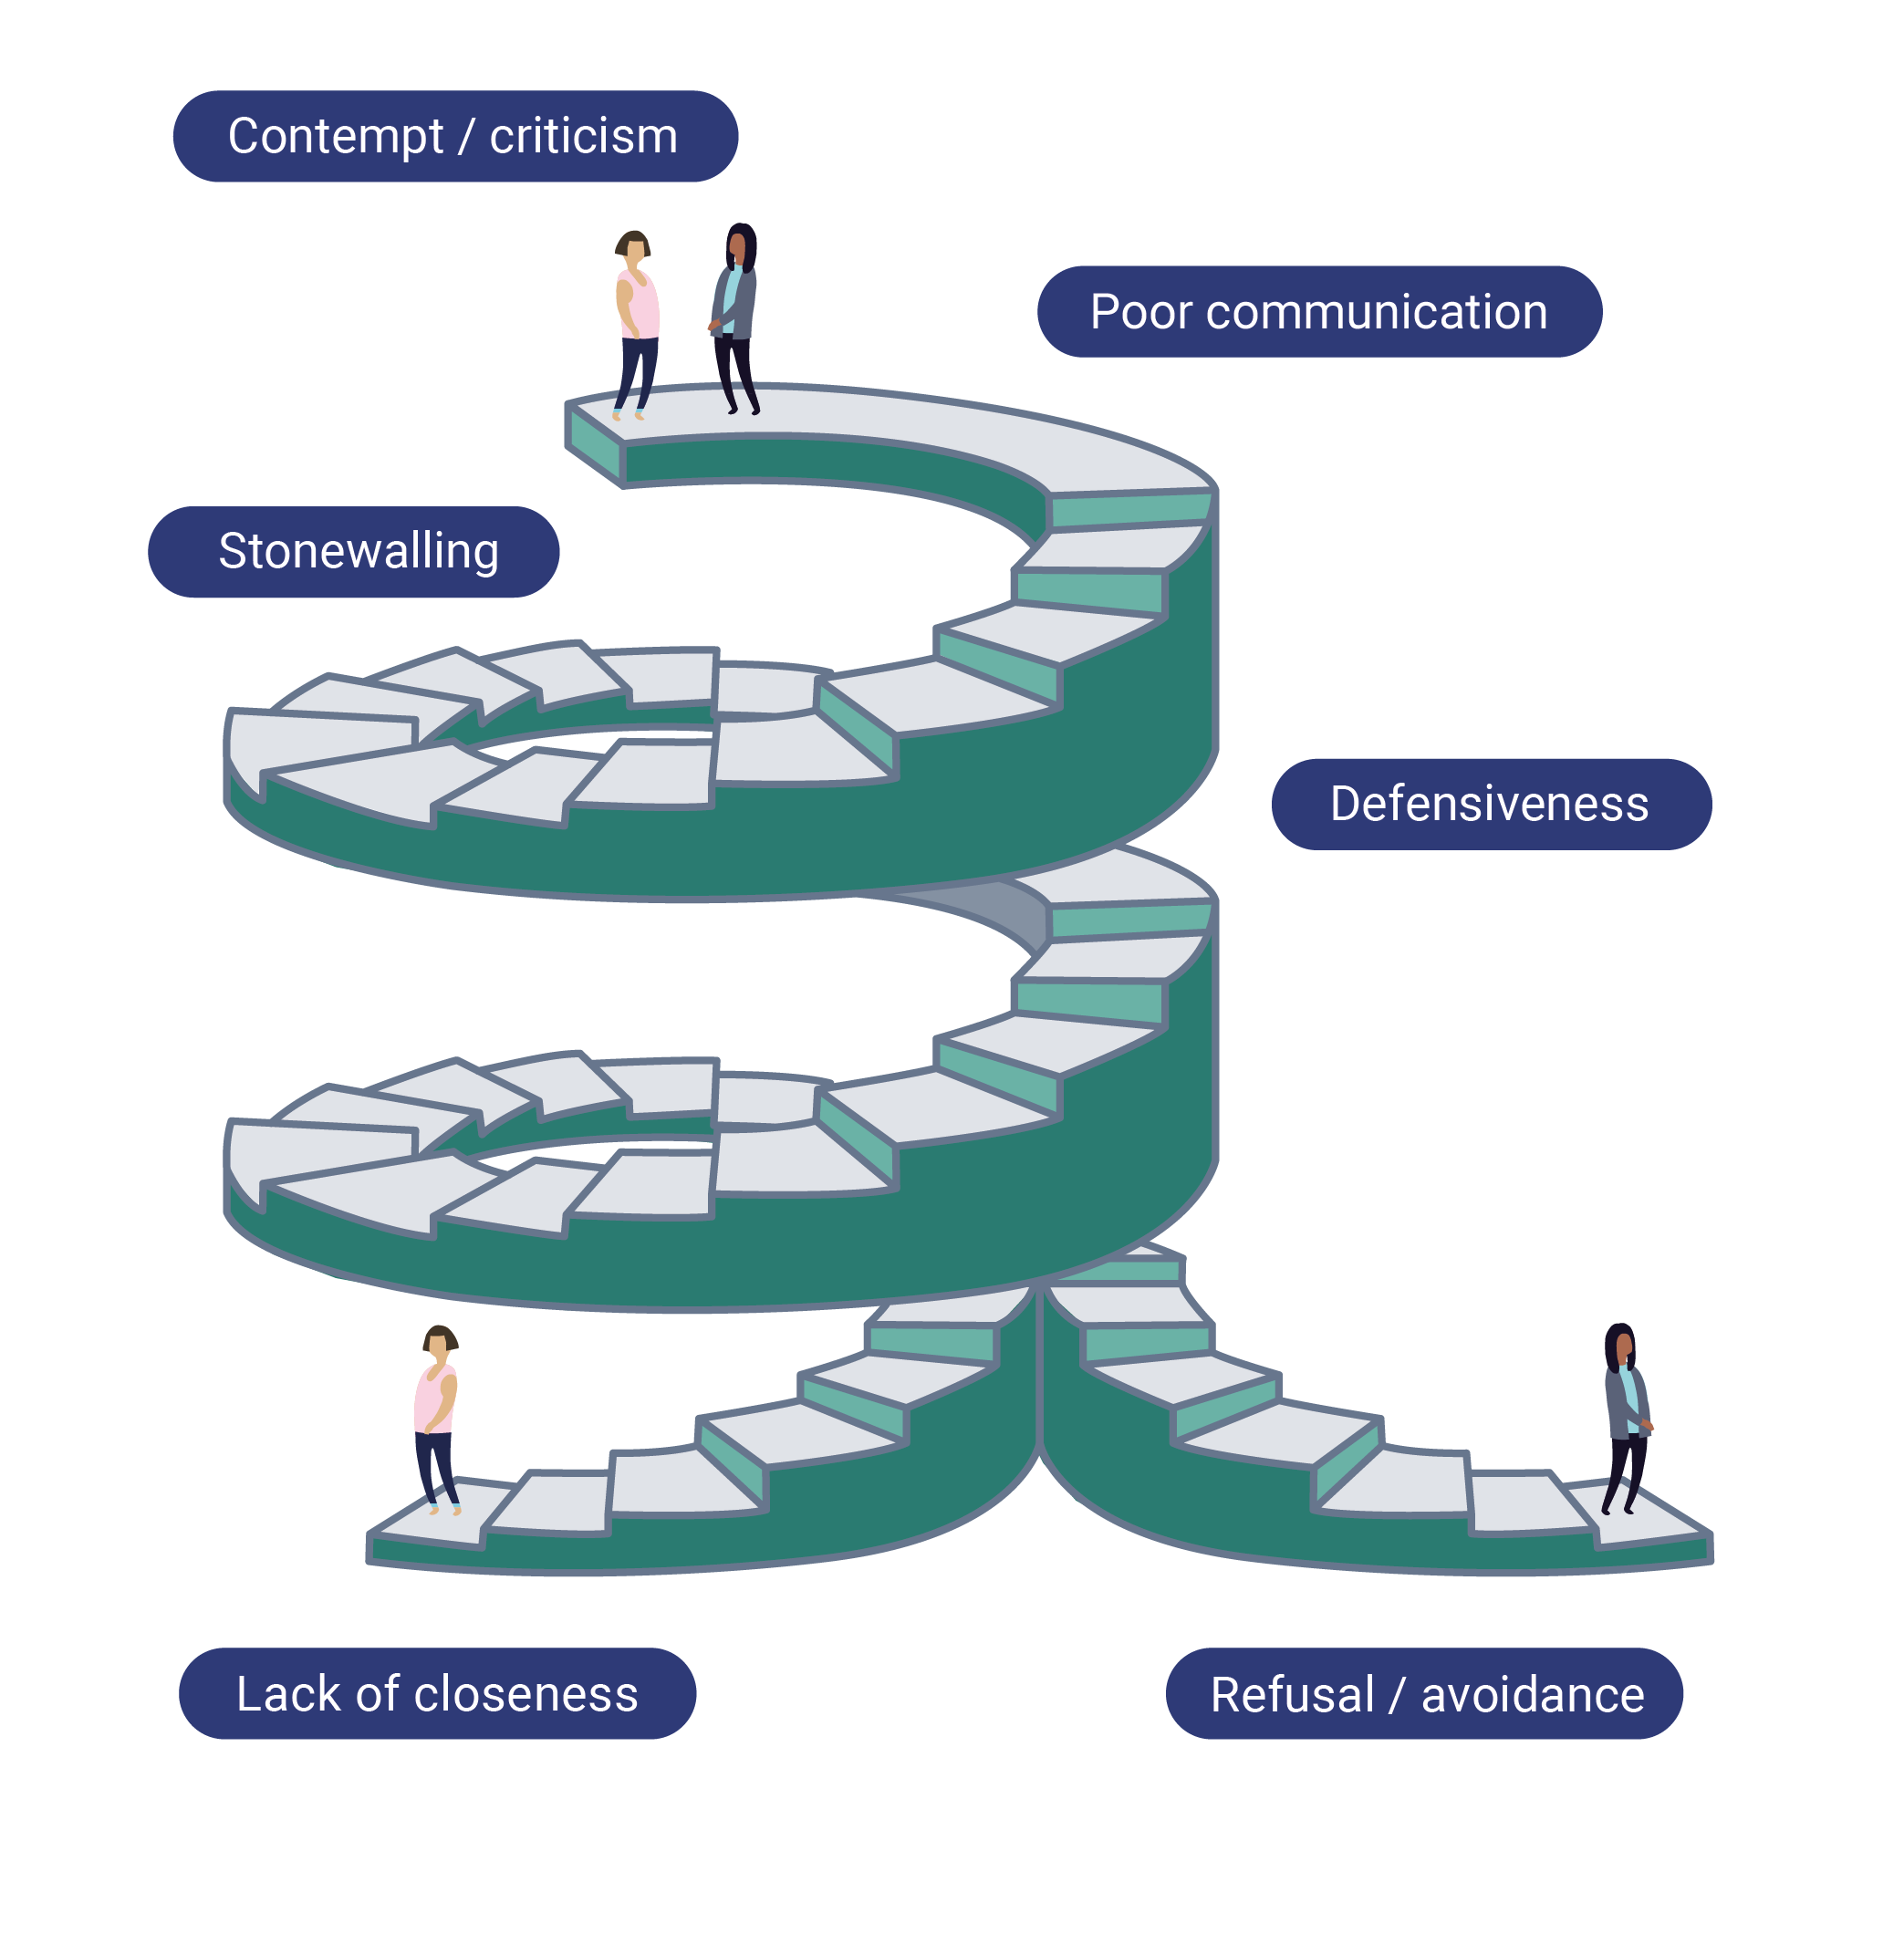 Contempt / criticism
Poor communication
Stonewalling
Defensiveness
Lack of closeness
Refusal / avoidance